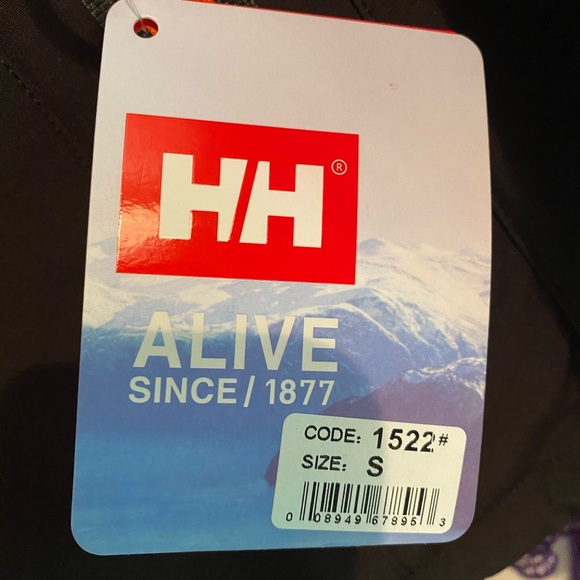 HH®
ALIVE
SINCE / 1877
CODE: 1522#
SIZE: S
0 08949 67895 3